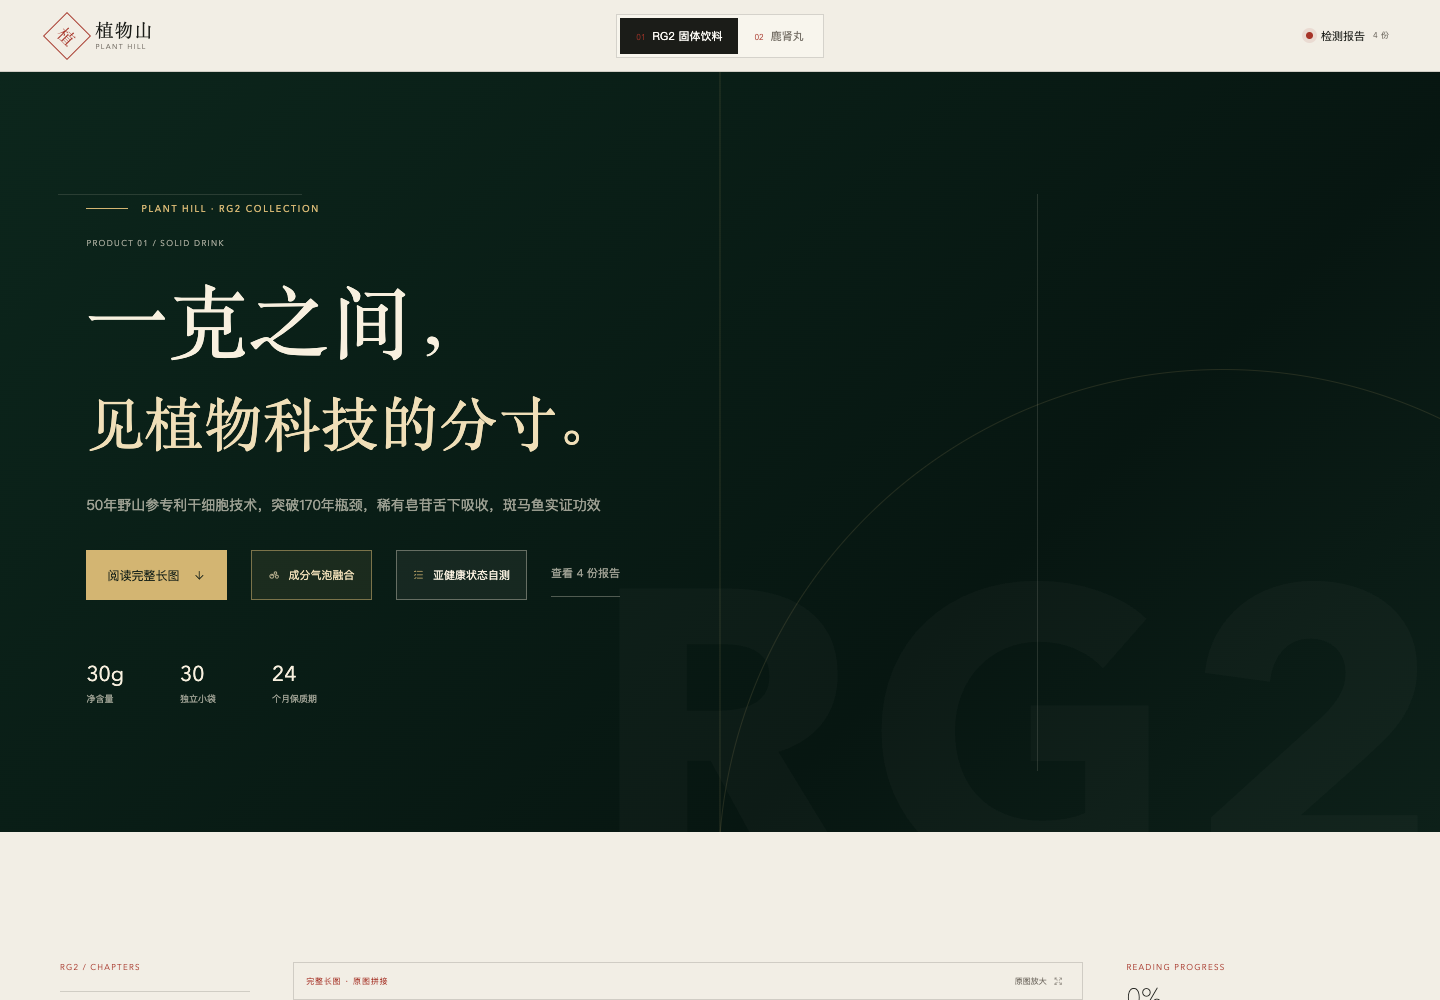 植
植物山
PLANT HILL
01 RG2 固体饮料
02 鹿肾丸
检测报告 4 份
PLANT HILL · RG2 COLLECTION
PRODUCT 01 / SOLID DRINK
一克之间，
见植物科技的分寸。
50年野山参专利干细胞技术，突破170年瓶颈，稀有皂苷舌下吸收，斑马鱼实证功效
阅读完整长图 ↓
成分气泡融合
亚健康状态自测
查看 4 份报告
30g
净含量
30
独立小袋
24
个月保质期
RG2
RG2 / CHAPTERS
完整长图 · 原图拼接
原图放大
READING PROGRESS
0%